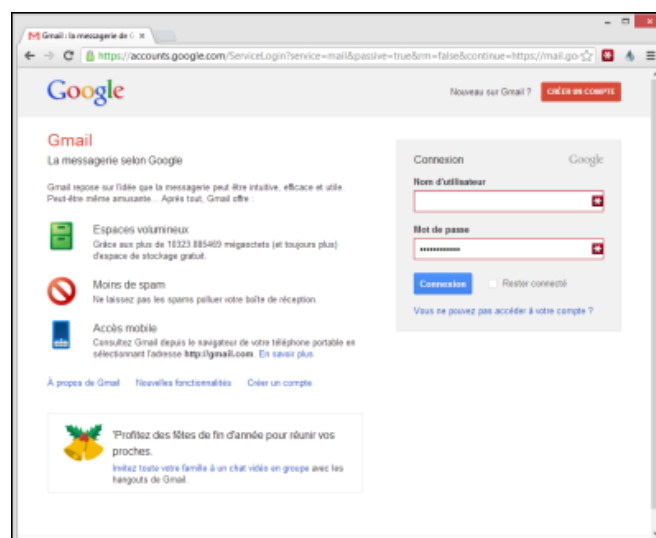 Gmail : la messagerie de G
https://accounts.google.com/ServiceLogin?service=mail&passive=true&rm=false&continue=https://mail.go
Google
Nouveau sur Gmail ?
CRÉER UN COMPTE
Gmail
La messagerie selon Google
Gmail repose sur l'idée que la messagerie peut être intuitive, efficace et utile.
Peut-être même amusante... Après tout, Gmail offre :
Espaces volumineux
Grâce aux plus de 10323.885469 mégaoctets (et toujours plus)
d'espace de stockage gratuit.
Moins de spam
Ne laissez pas les spams polluer votre boîte de réception.
Accès mobile
Consultez Gmail depuis le navigateur de votre téléphone portable en
sélectionnant l'adresse http://gmail.com. En savoir plus
À propos de Gmail Nouvelles fonctionnalités Créer un compte
'Profitez des fêtes de fin d'année pour réunir vos
proches.
Invitez toute votre famille à un chat vidéo en groupe avec les
hangouts de Gmail.
Connexion
Google
Nom d'utilisateur
Mot de passe
Connexion
Rester connecté
Vous ne pouvez pas accéder à votre compte ?